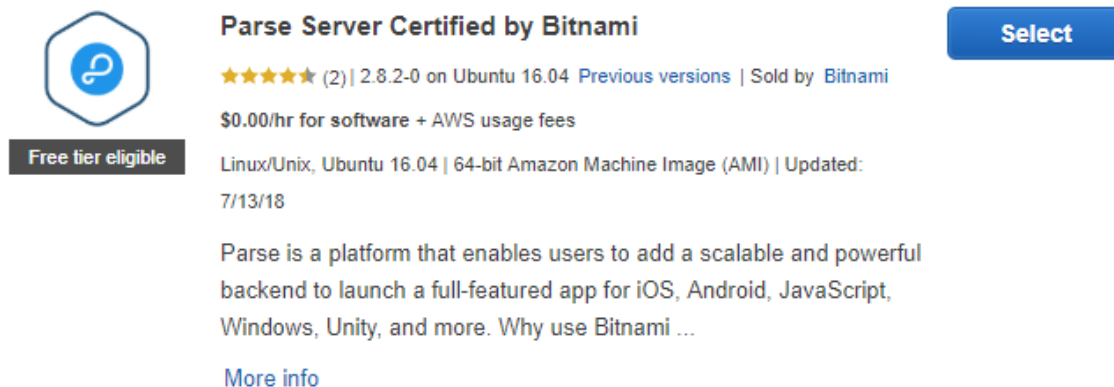 Parse Server Certified by Bitnami
Select
(2) | 2.8.2-0 on Ubuntu 16.04 Previous versions | Sold by Bitnami
$0.00/hr for software + AWS usage fees
Free tier eligible
Linux/Unix, Ubuntu 16.04 | 64-bit Amazon Machine Image (AMI) | Updated:
7/13/18
Parse is a platform that enables users to add a scalable and powerful
backend to launch a full-featured app for iOS, Android, JavaScript,
Windows, Unity, and more. Why use Bitnami ...
More info